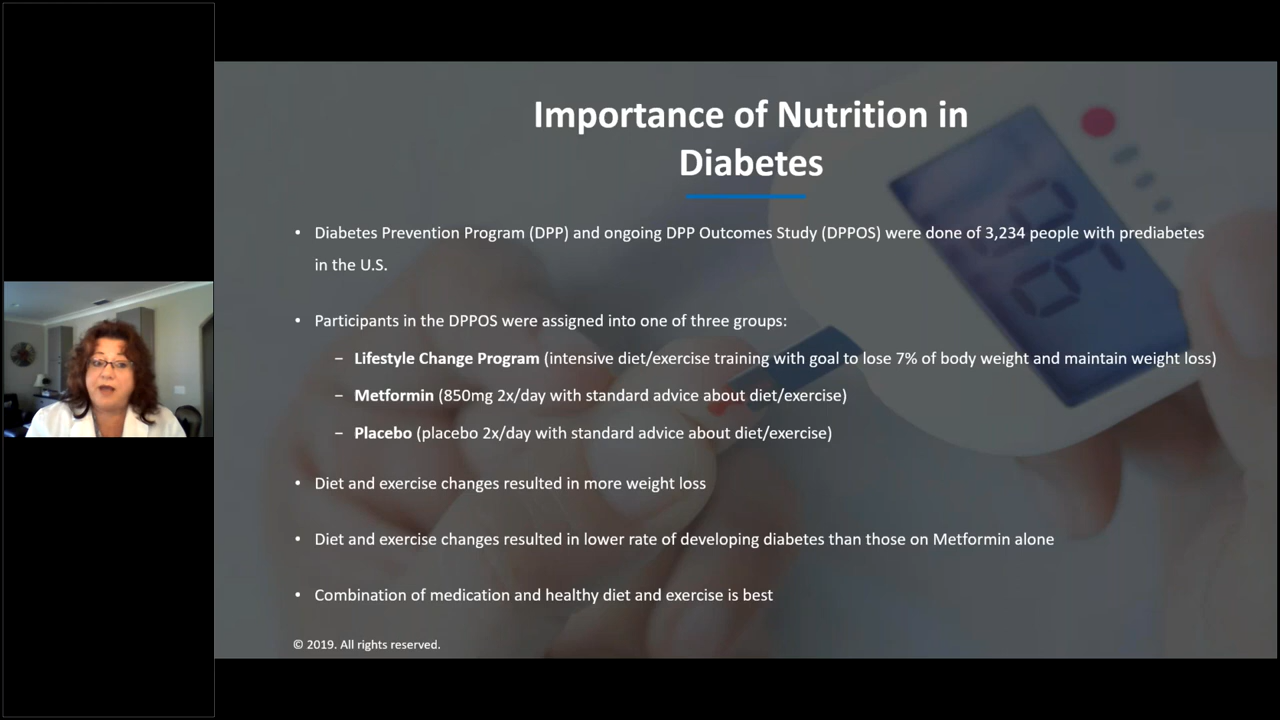 Importance of Nutrition in
Diabetes
• Diabetes Prevention Program (DPP) and ongoing DPP Outcomes Study (DPPOS) were done of 3,234 people with prediabetes
in the U.S.
• Participants in the DPPOS were assigned into one of three groups:
– Lifestyle Change Program (intensive diet/exercise training with goal to lose 7% of body weight and maintain weight loss)
– Metformin (850mg 2x/day with standard advice about diet/exercise)
– Placebo (placebo 2x/day with standard advice about diet/exercise)
• Diet and exercise changes resulted in more weight loss
• Diet and exercise changes resulted in lower rate of developing diabetes than those on Metformin alone
• Combination of medication and healthy diet and exercise is best
© 2019. All rights reserved.